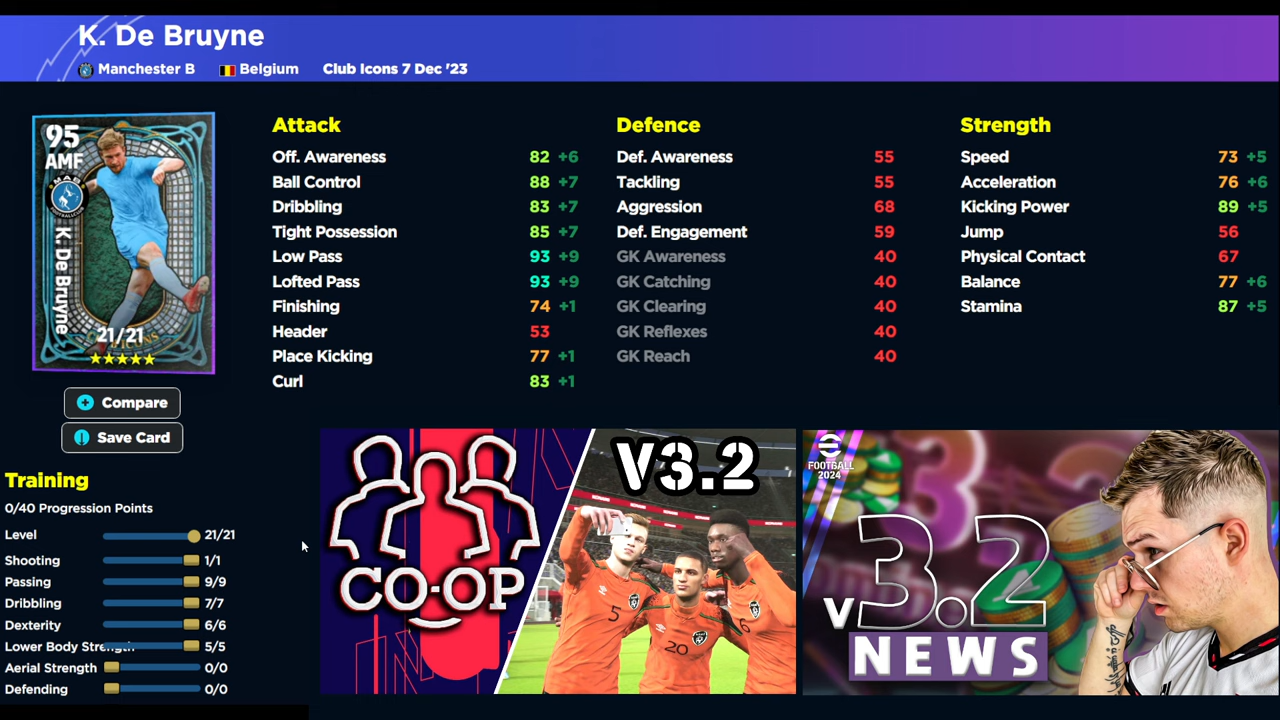 K. De Bruyne
Manchester B Belgium Club Icons 7 Dec '23
95
AMF
K. De Bruyne
21/21
Compare
Save Card
Attack
Off. Awareness 82 +6
Ball Control 88 +7
Dribbling 83 +7
Tight Possession 85 +7
Low Pass 93 +9
Lofted Pass 93 +9
Finishing 74 +1
Header 53
Place Kicking 77 +1
Curl 83 +1
Defence
Def. Awareness 55
Tackling 55
Aggression 68
Def. Engagement 59
GK Awareness 40
GK Catching 40
GK Clearing 40
GK Reflexes 40
GK Reach 40
Strength
Speed 73 +5
Acceleration 76 +6
Kicking Power 89 +5
Jump 56
Physical Contact 67
Balance 77 +6
Stamina 87 +5
Training
0/40 Progression Points
Level 21/21
Shooting 1/1
Passing 9/9
Dribbling 7/7
Dexterity 6/6
Lower Body Strength 5/5
Aerial Strength 0/0
Defending 0/0
CO-OP
V3.2
5
20
6
FOOTBALL
2024
v3.2
NEWS